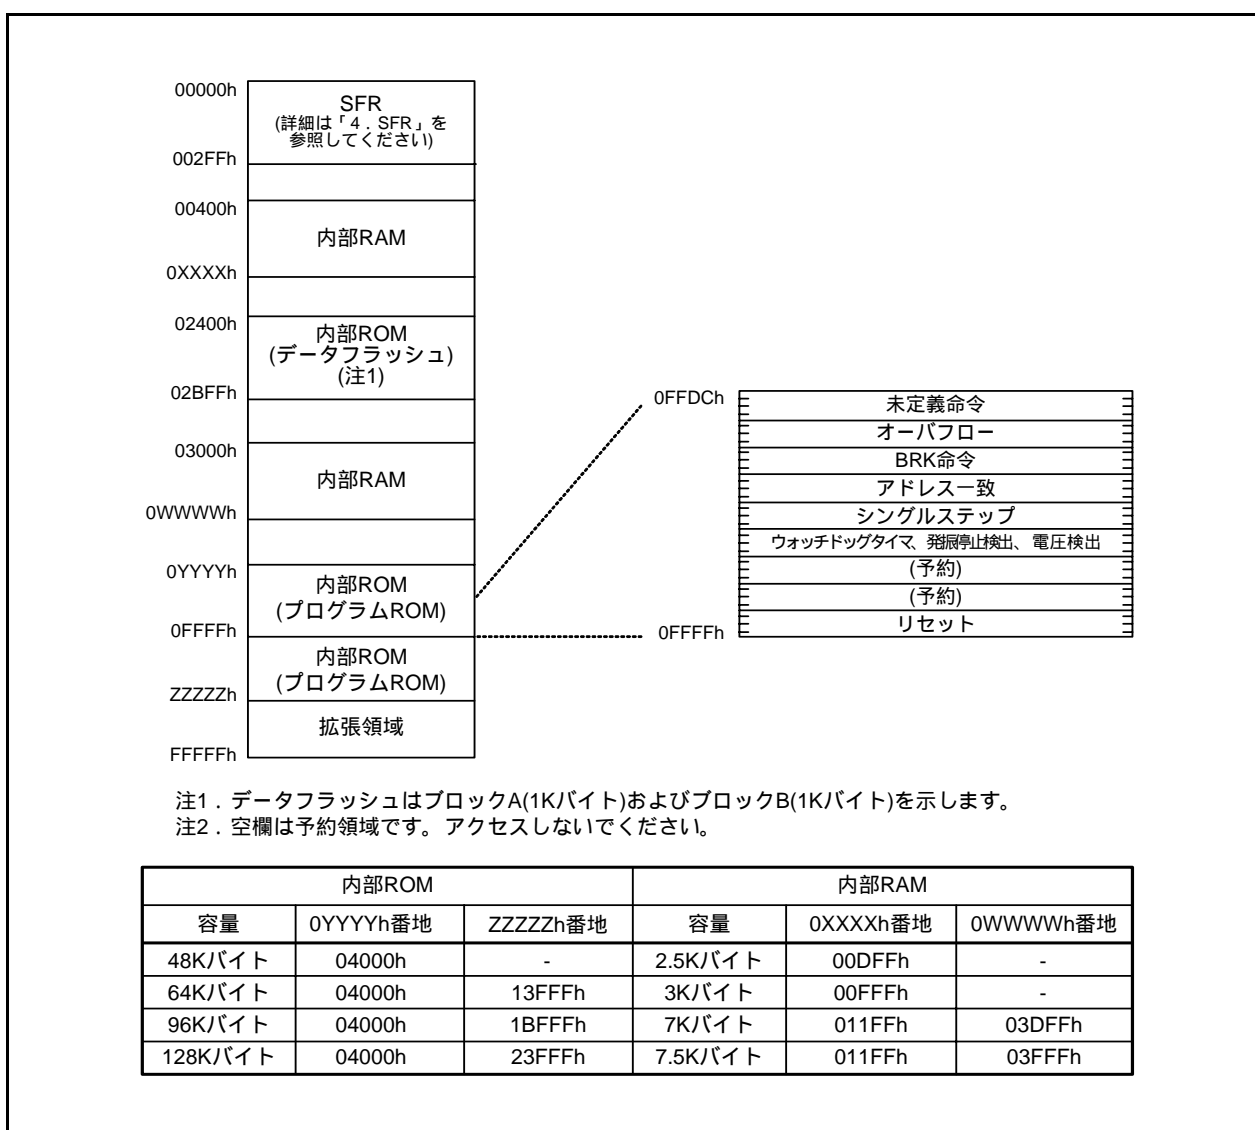 00000h
SFR
(詳細は「4．SFR」を
参照してください)
002FFh
00400h
内部RAM
0XXXXh
02400h
内部ROM
(データフラッシュ)
(注1)
02BFFh
03000h
内部RAM
0WWWWh
0YYYYh
内部ROM
(プログラムROM)
0FFFFh
内部ROM
(プログラムROM)
ZZZZZh
拡張領域
FFFFFh
0FFDCh
未定義命令
オーバフロー
BRK命令
アドレス一致
シングルステップ
ウォッチドッグタイマ、発振停止検出、電圧検出
(予約)
(予約)
リセット
0FFFFh
注1．データフラッシュはブロックA(1Kバイト)およびブロックB(1Kバイト)を示します。
注2．空欄は予約領域です。アクセスしないでください。
内部ROM 内部RAM
容量 0YYYYh番地 ZZZZZh番地 容量 0XXXXh番地 0WWWWh番地
48Kバイト 04000h - 2.5Kバイト 00DFFh -
64Kバイト 04000h 13FFFh 3Kバイト 00FFFh -
96Kバイト 04000h 1BFFFh 7Kバイト 011FFh 03DFFh
128Kバイト 04000h 23FFFh 7.5Kバイト 011FFh 03FFFh